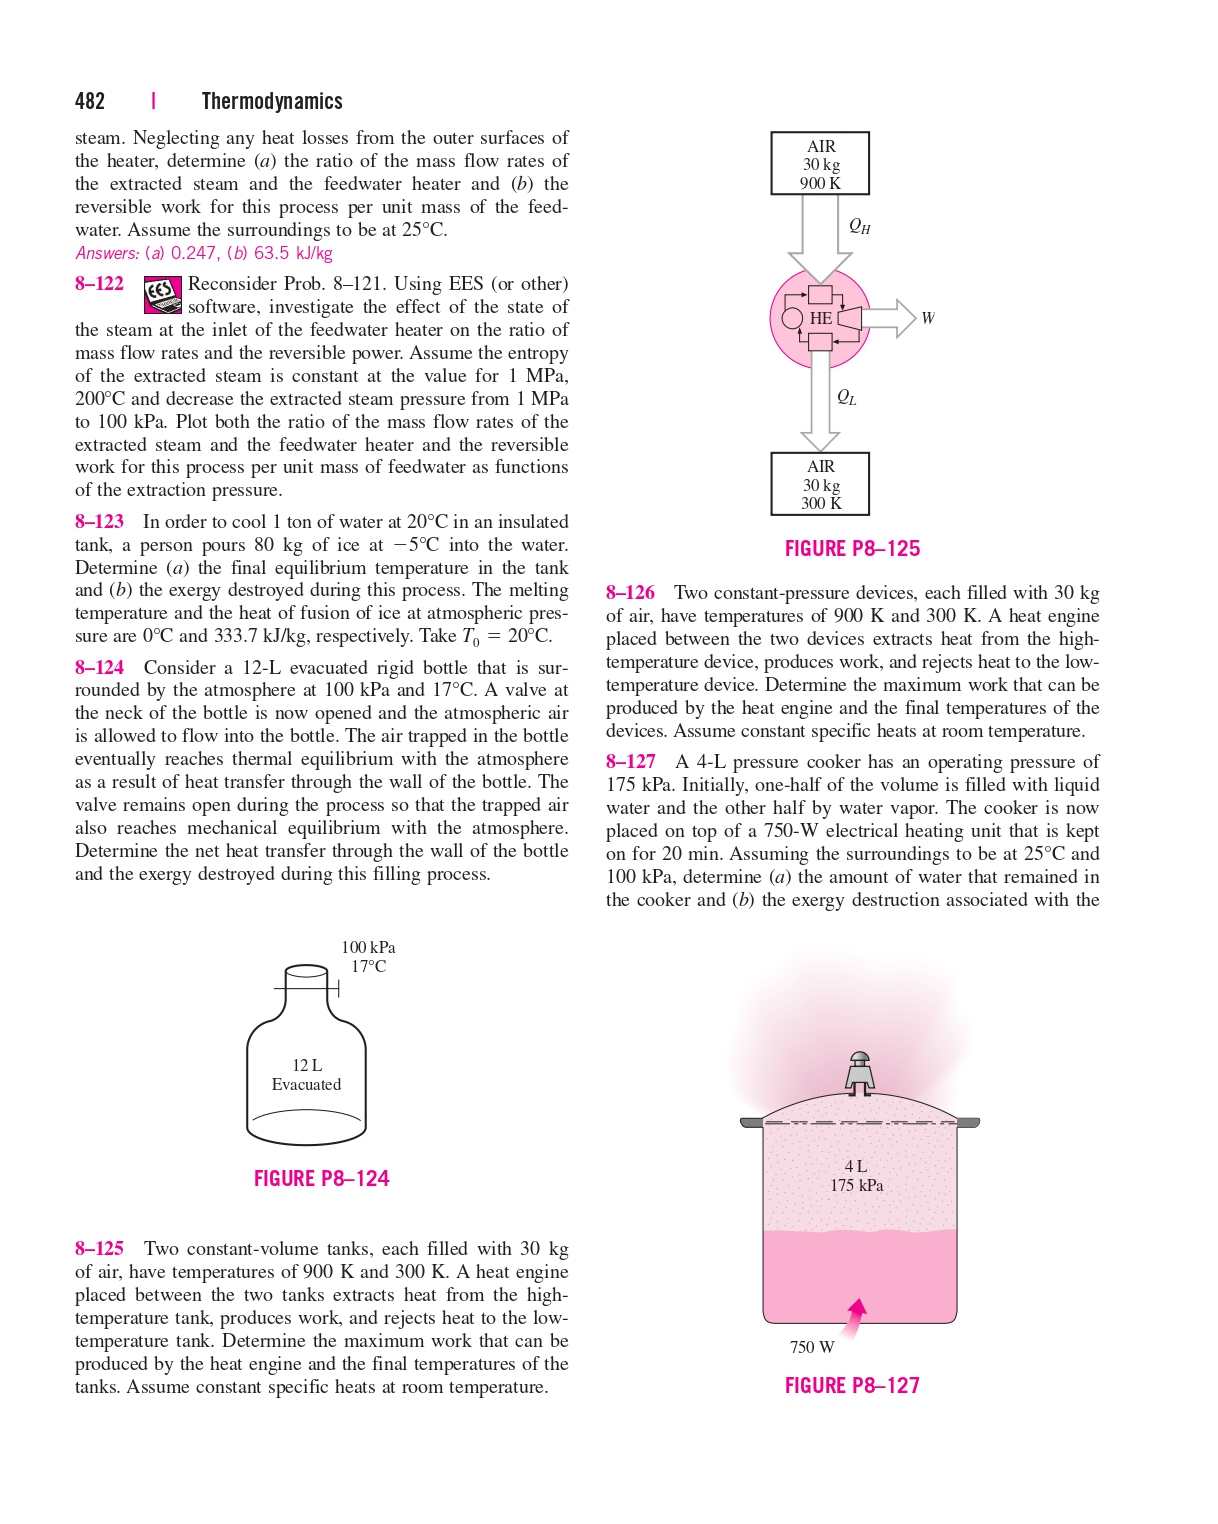 482 | Thermodynamics
steam. Neglecting any heat losses from the outer surfaces of
the heater, determine (a) the ratio of the mass flow rates of
the extracted steam and the feedwater heater and (b) the
reversible work for this process per unit mass of the feed-
water. Assume the surroundings to be at 25°C.
Answers: (a) 0.247, (b) 63.5 kJ/kg
8–122 EES Reconsider Prob. 8–121. Using EES (or other)
software, investigate the effect of the state of
the steam at the inlet of the feedwater heater on the ratio of
mass flow rates and the reversible power. Assume the entropy
of the extracted steam is constant at the value for 1 MPa,
200°C and decrease the extracted steam pressure from 1 MPa
to 100 kPa. Plot both the ratio of the mass flow rates of the
extracted steam and the feedwater heater and the reversible
work for this process per unit mass of feedwater as functions
of the extraction pressure.
8–123 In order to cool 1 ton of water at 20°C in an insulated
tank, a person pours 80 kg of ice at −5°C into the water.
Determine (a) the final equilibrium temperature in the tank
and (b) the exergy destroyed during this process. The melting
temperature and the heat of fusion of ice at atmospheric pres-
sure are 0°C and 333.7 kJ/kg, respectively. Take T₀ = 20°C.
8–124 Consider a 12-L evacuated rigid bottle that is sur-
rounded by the atmosphere at 100 kPa and 17°C. A valve at
the neck of the bottle is now opened and the atmospheric air
is allowed to flow into the bottle. The air trapped in the bottle
eventually reaches thermal equilibrium with the atmosphere
as a result of heat transfer through the wall of the bottle. The
valve remains open during the process so that the trapped air
also reaches mechanical equilibrium with the atmosphere.
Determine the net heat transfer through the wall of the bottle
and the exergy destroyed during this filling process.
100 kPa
17°C
12 L
Evacuated
FIGURE P8–124
8–125 Two constant-volume tanks, each filled with 30 kg
of air, have temperatures of 900 K and 300 K. A heat engine
placed between the two tanks extracts heat from the high-
temperature tank, produces work, and rejects heat to the low-
temperature tank. Determine the maximum work that can be
produced by the heat engine and the final temperatures of the
tanks. Assume constant specific heats at room temperature.
AIR
30 kg
900 K
QH
HE
W
QL
AIR
30 kg
300 K
FIGURE P8–125
8–126 Two constant-pressure devices, each filled with 30 kg
of air, have temperatures of 900 K and 300 K. A heat engine
placed between the two devices extracts heat from the high-
temperature device, produces work, and rejects heat to the low-
temperature device. Determine the maximum work that can be
produced by the heat engine and the final temperatures of the
devices. Assume constant specific heats at room temperature.
8–127 A 4-L pressure cooker has an operating pressure of
175 kPa. Initially, one-half of the volume is filled with liquid
water and the other half by water vapor. The cooker is now
placed on top of a 750-W electrical heating unit that is kept
on for 20 min. Assuming the surroundings to be at 25°C and
100 kPa, determine (a) the amount of water that remained in
the cooker and (b) the exergy destruction associated with the
4 L
175 kPa
750 W
FIGURE P8–127